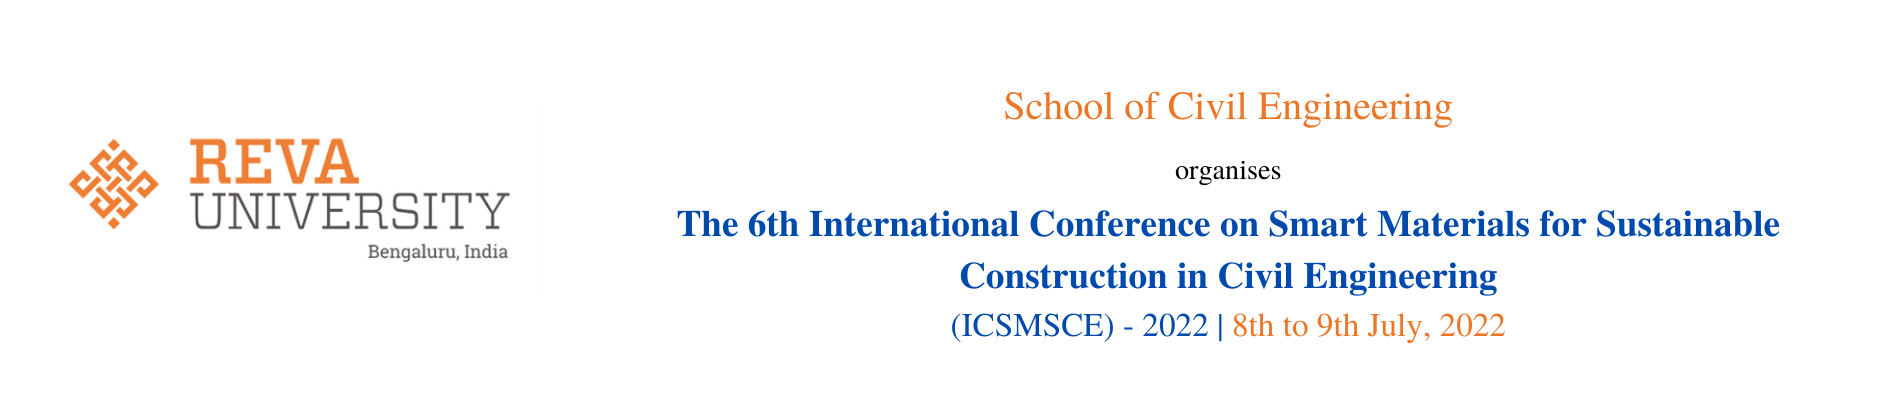 REVA
UNIVERSITY
Bengaluru, India
School of Civil Engineering
organises
The 6th International Conference on Smart Materials for Sustainable
Construction in Civil Engineering
(ICSMSCE) - 2022 | 8th to 9th July, 2022